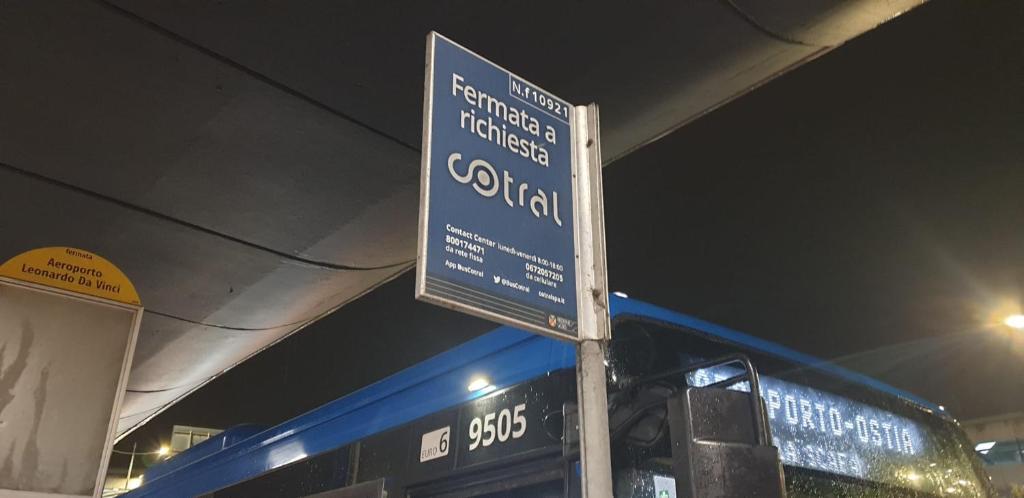 fermata
Aeroporto
Leonardo Da Vinci
N.f10921
Fermata a
richiesta
cotral
Contact Center lunedì-venerdì 8:00-18:00
800174471
da rete fissa
0672057205
da cellulare
App BusCotral
@BusCotral
cotralspa.it
EURO 6
9505
PORTO-OSTIA